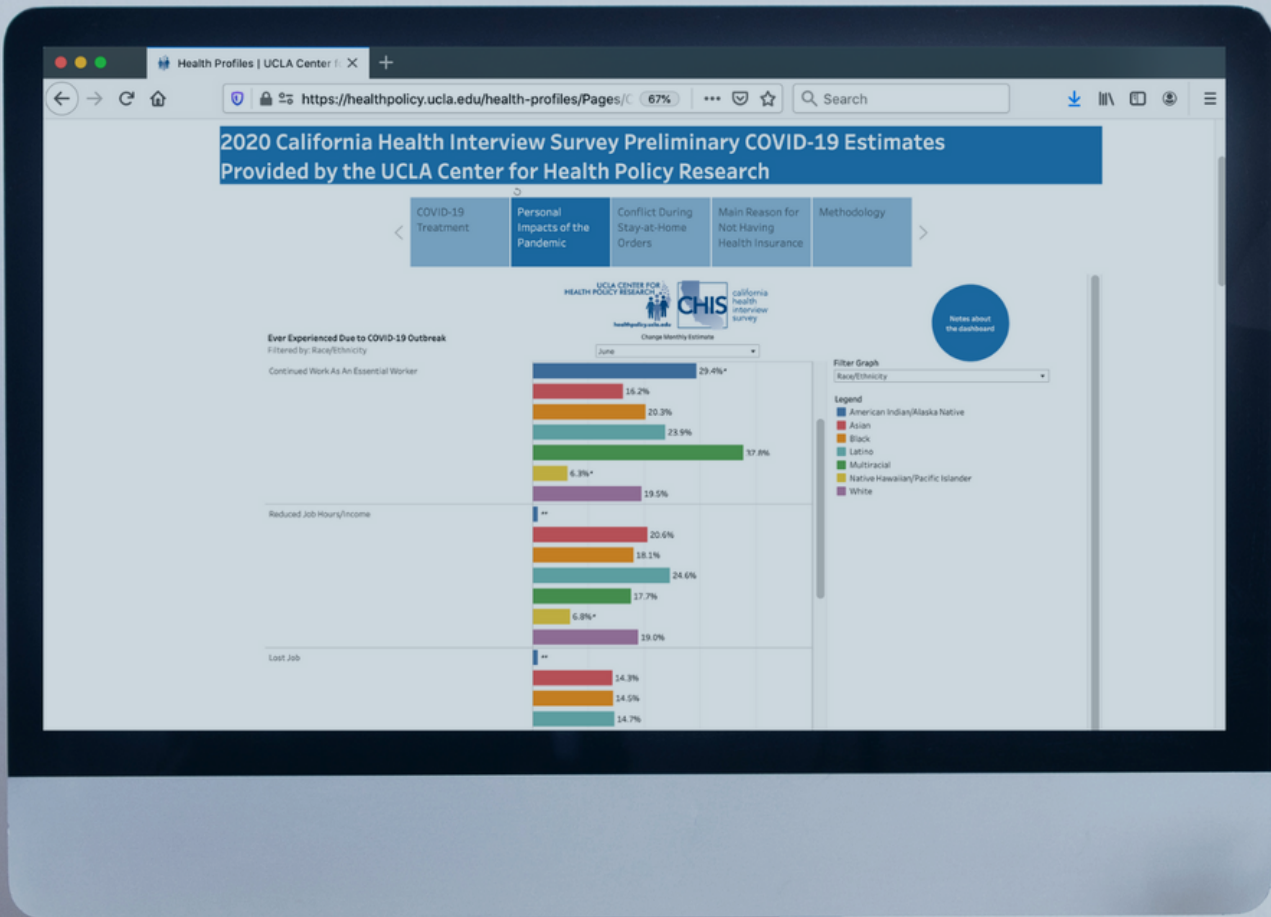 Health Profiles | UCLA Center f
https://healthpolicy.ucla.edu/health-profiles/Pages/C
67%
Search
2020 California Health Interview Survey Preliminary COVID-19 Estimates
Provided by the UCLA Center for Health Policy Research
COVID-19
Treatment
Personal
Impacts of the
Pandemic
Conflict During
Stay-at-Home
Orders
Main Reason for
Not Having
Health Insurance
Methodology
UCLA CENTER FOR
HEALTH POLICY RESEARCH
healthpolicy.ucla.edu
CHIS
california
health
interview
survey
Notes about
the dashboard
Ever Experienced Due to COVID-19 Outbreak
Filtered by: Race/Ethnicity
Change Monthly Estimate
June
Filter Graph
Race/Ethnicity
Legend
American Indian/Alaska Native
Asian
Black
Latino
Multiracial
Native Hawaiian/Pacific Islander
White
Continued Work As An Essential Worker
29.4%*
16.2%
20.3%
23.9%
37.8%
6.3%*
19.5%
Reduced Job Hours/Income
**
20.6%
18.1%
24.6%
17.7%
6.8%*
19.0%
Lost Job
**
14.3%
14.5%
14.7%